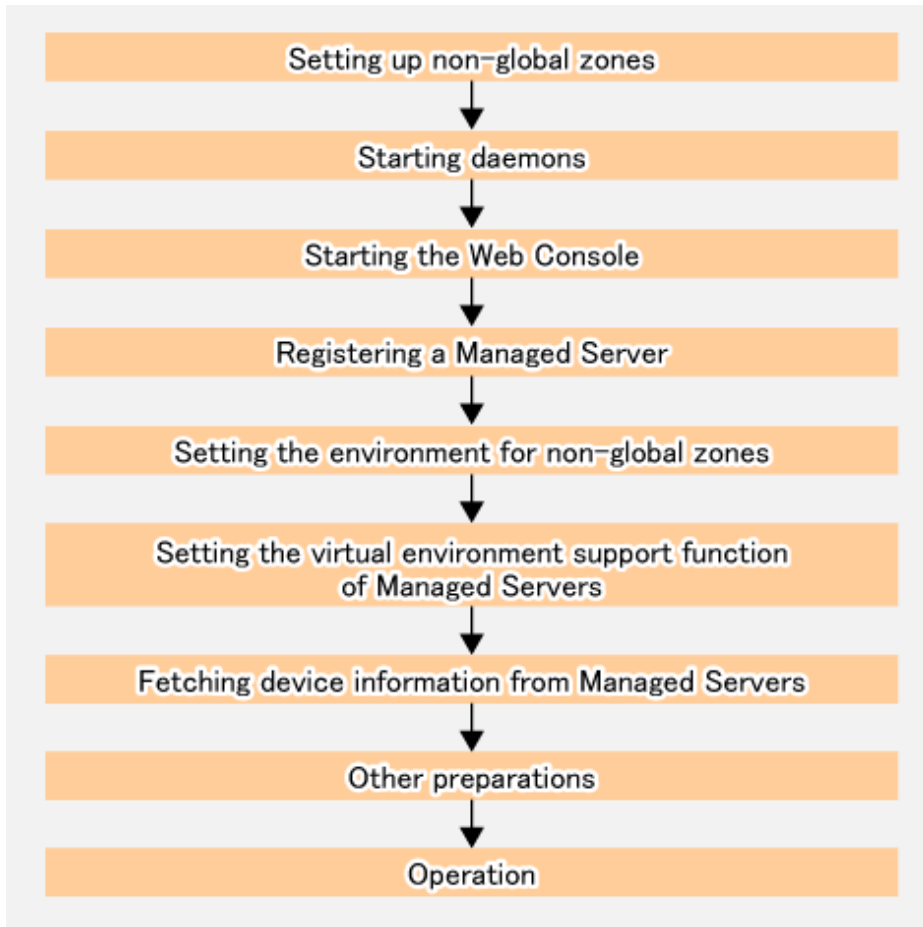 Setting up non-global zones
Starting daemons
Starting the Web Console
Registering a Managed Server
Setting the environment for non-global zones
Setting the virtual environment support function
of Managed Servers
Fetching device information from Managed Servers
Other preparations
Operation